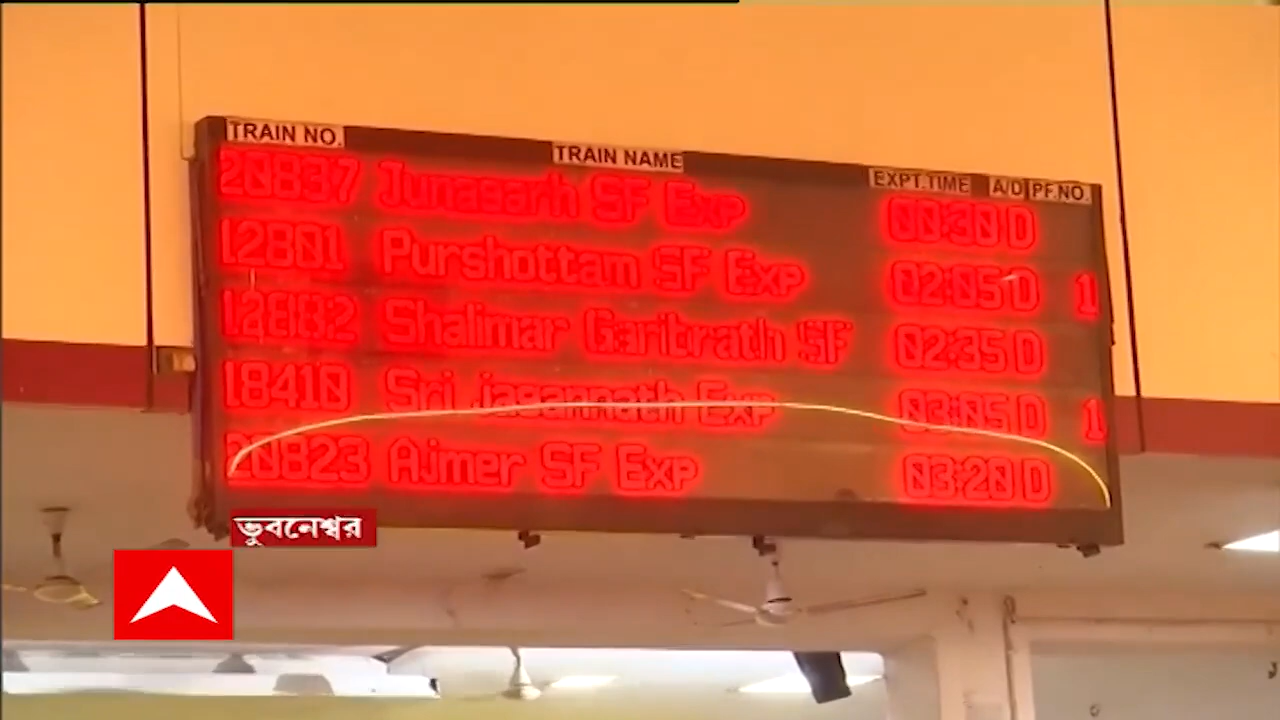 TRAIN NO. TRAIN NAME EXPT.TIME A/D PF.NO.
20837 Junagarh SF Exp 00:30 D
12801 Purshottam SF Exp 02:05 D 1
12882 Shalimar Garibrath SF 02:35 D
18410 Sri jagannath Exp 03:05 D 1
20823 Ajmer SF Exp 03:20 D
ভুবনেশ্বর